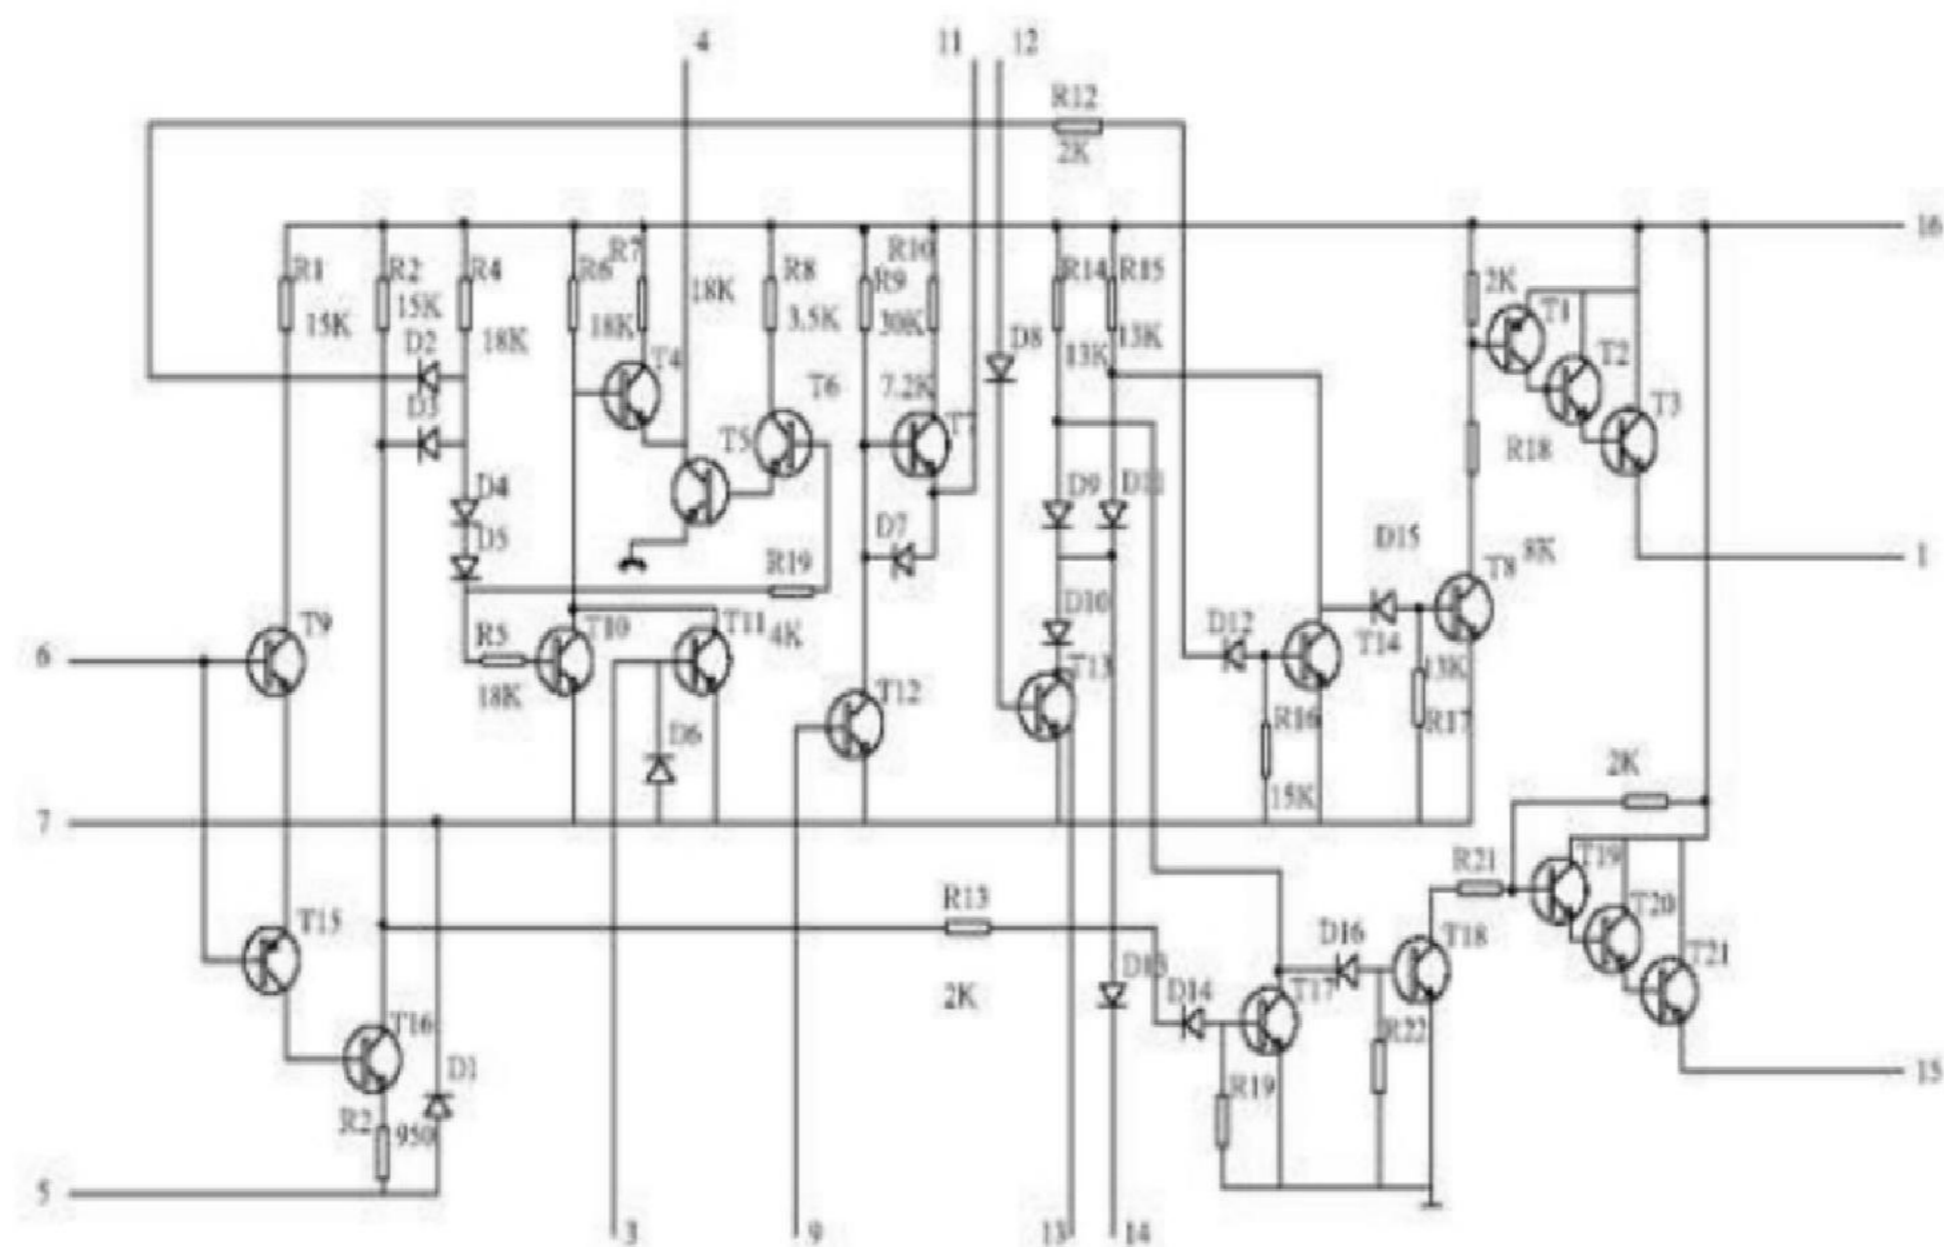 4 11 12
R12
2K
16
R1 R2 R4 R6 R7 R8 R10 R14 R15
15K 15K 18K 18K 18K 3.5K R9 30K 13K 13K 2K
D2 D8 T1
D3 T4 T6 7.2K T2
T5 T7 T3
D4 D9 D11 R18
D5 D7 D15 8K
R19 T8 1
T9 R5 T10 T11 4K D10 D12 T14
6 18K T12 T13 13K
D6 R16 R17
15K 2K
7
R13 R21 T19
T15 D16 T18 T20
2K D13 D14 T17 T21
T16 R22
D1 R19 15
R2 950
5
3 9 13 14